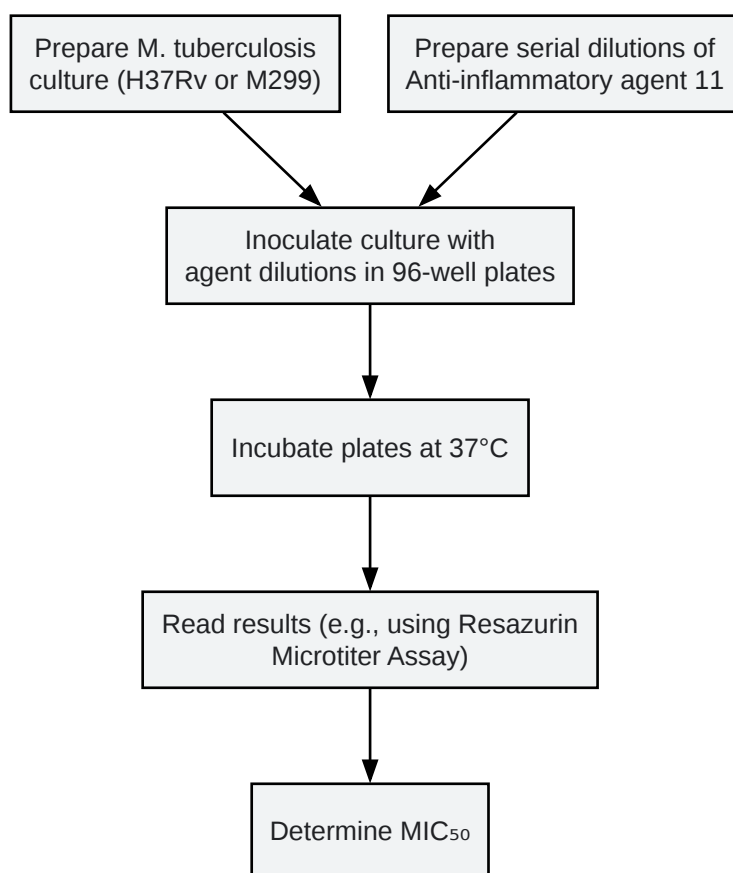 Prepare M. tuberculosis
culture (H37Rv or M299)
Prepare serial dilutions of
Anti-inflammatory agent 11
Inoculate culture with
agent dilutions in 96-well plates
Incubate plates at 37°C
Read results (e.g., using Resazurin
Microtiter Assay)
Determine MIC₅₀